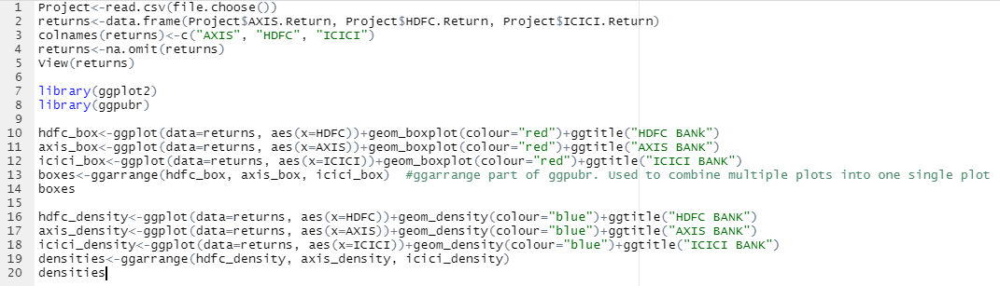 1 Project<-read.csv(file.choose())
2 returns<-data.frame(Project$AXIS.Return, Project$HDFC.Return, Project$ICICI.Return)
3 colnames(returns)<-c("AXIS", "HDFC", "ICICI")
4 returns<-na.omit(returns)
5 View(returns)
6
7 library(ggplot2)
8 library(ggpubr)
9
10 hdfc_box<-ggplot(data=returns, aes(x=HDFC))+geom_boxplot(colour="red")+ggtitle("HDFC BANk")
11 axis_box<-ggplot(data=returns, aes(x=AXIS))+geom_boxplot(colour="red")+ggtitle("AXIS BANK")
12 icici_box<-ggplot(data=returns, aes(x=ICICI))+geom_boxplot(colour="red")+ggtitle("ICICI BANK")
13 boxes<-ggarrange(hdfc_box, axis_box, icici_box)  #ggarrange part of ggpubr. Used to combine multiple plots into one single plot
14 boxes
15
16 hdfc_density<-ggplot(data=returns, aes(x=HDFC))+geom_density(colour="blue")+ggtitle("HDFC BANK")
17 axis_density<-ggplot(data=returns, aes(x=AXIS))+geom_density(colour="blue")+ggtitle("AXIS BANK")
18 icici_density<-ggplot(data=returns, aes(x=ICICI))+geom_density(colour="blue")+ggtitle("ICICI BANK")
19 densities<-ggarrange(hdfc_density, axis_density, icici_density)
20 densities